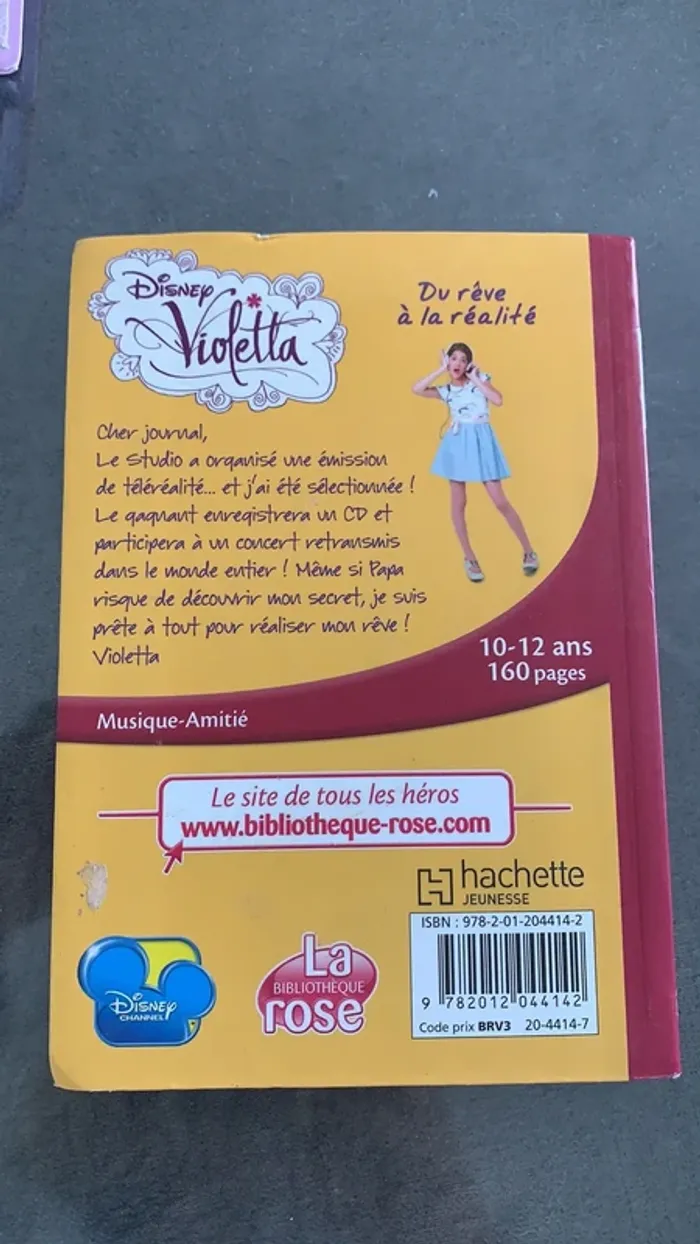 Disney
Violetta
Du rêve
à la réalité
Cher journal,
Le Studio a organisé une émission
de téléréalité... et j'ai été sélectionnée !
Le gagnant enregistrera un CD et
participera à un concert retransmis
dans le monde entier ! Même si Papa
risque de découvrir mon secret, je suis
prête à tout pour réaliser mon rêve !
Violetta
10-12 ans
160 pages
Musique-Amitié
Le site de tous les héros
www.bibliotheque-rose.com
hachette
JEUNESSE
ISBN : 978-2-01-204414-2
9 782012 044142
Code prix BRV3 20-4414-7
Disney
CHANNEL
La
BIBLIOTHÈQUE
rose